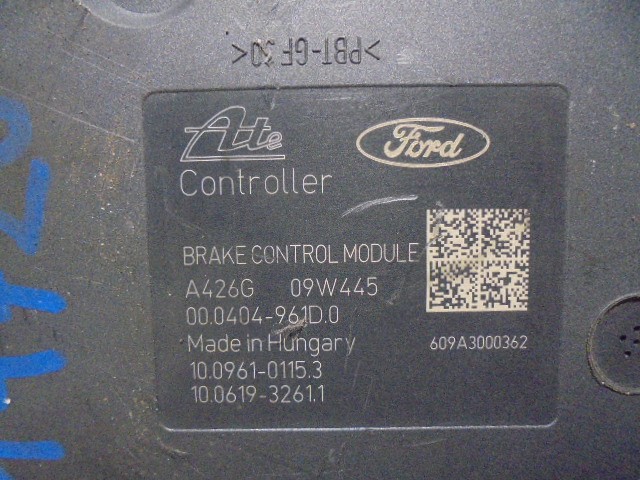 >PBT-GF30<
Ate
Ford
Controller
BRAKE CONTROL MODULE
A426G 09W445
00.0404-961D.0
Made in Hungary
609A3000362
10.0961-0115.3
10.0619-3261.1